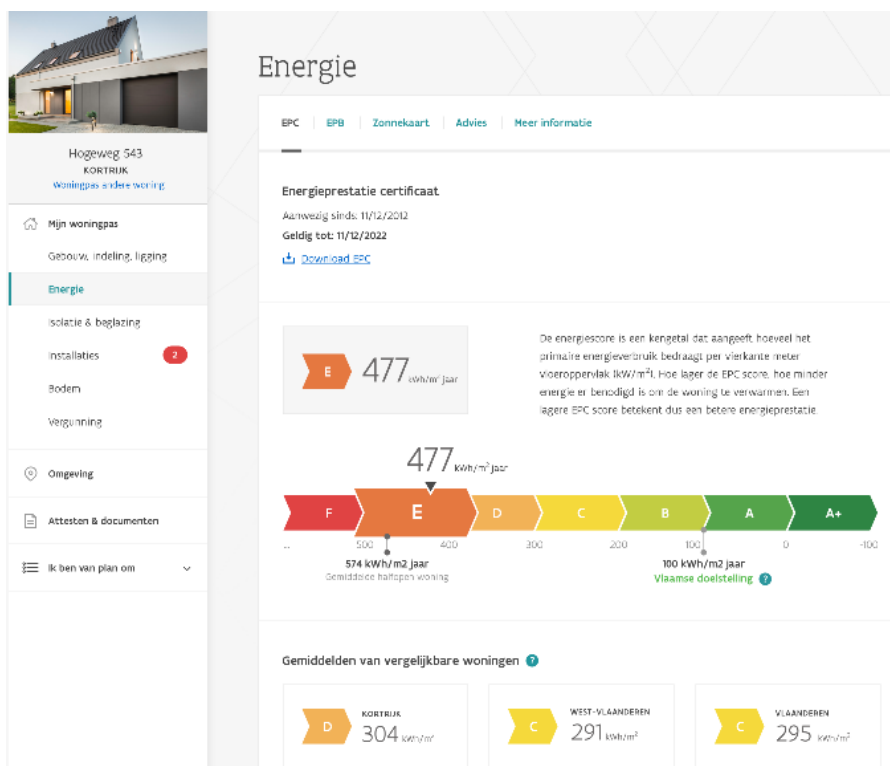 Hogeweg 543
KORTRIJK
Woningpas andere woning
Mijn woningpas
Gebouw, indeling, ligging
Energie
Isolatie & beglazing
Installaties 2
Bodem
Vergunning
Omgeving
Attesten & documenten
Ik ben van plan om
Energie
EPC EPB Zonnekaart Advies Meer informatie
Energieprestatie certificaat
Aanwezig sinds: 11/12/2012
Geldig tot: 11/12/2022
Download EPC
E 477 kWh/m² jaar
De energiescore is een kengetal dat aangeeft hoeveel het
primaire energieverbruik bedraagt per vierkante meter
vloeroppervlak (kW/m²). Hoe lager de EPC score, hoe minder
energie er benodigd is om de woning te verwarmen. Een
lagere EPC score betekent dus een betere energieprestatie.
477 kWh/m² jaar
F E D C B A A+
... 500 400 300 200 100 0 -100
574 kWh/m2 jaar
Gemiddelde halfopen woning
100 kWh/m2 jaar
Vlaamse doelstelling ?
Gemiddelden van vergelijkbare woningen ?
D KORTRIJK 304 kWh/m²
C WEST-VLAANDEREN 291 kWh/m²
C VLAANDEREN 295 kWh/m²